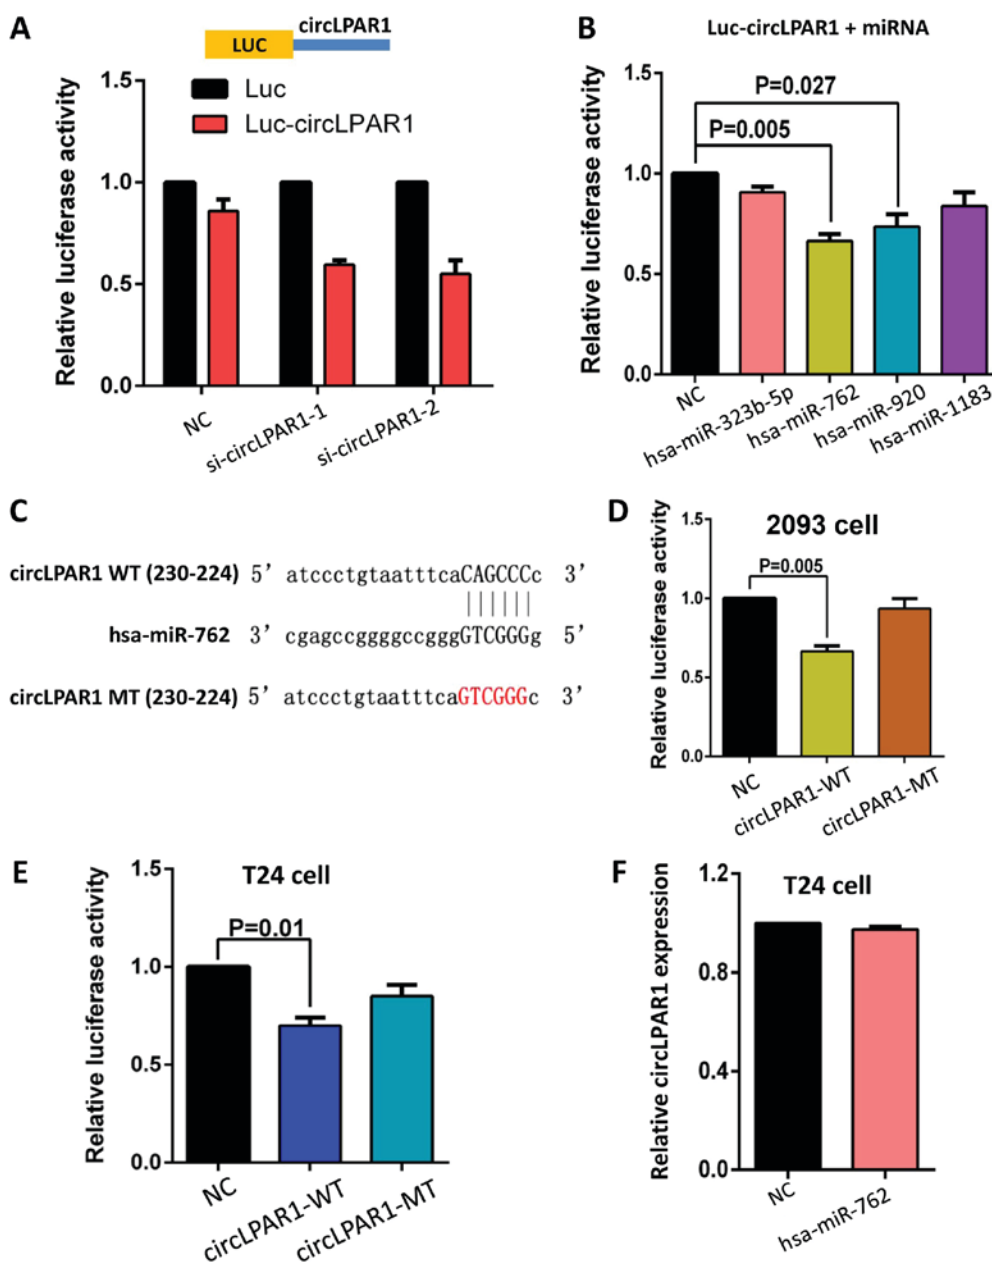 A
LUC
circLPAR1
Luc
Luc-circLPAR1
Relative luciferase activity
1.5
1.0
0.5
0.0
NC
si-circLPAR1-1
si-circLPAR1-2
B
Luc-circLPAR1 + miRNA
Relative luciferase activity
1.5
1.0
0.5
0.0
P=0.027
P=0.005
NC
hsa-miR-323b-5p
hsa-miR-762
hsa-miR-920
hsa-miR-1183
C
circLPAR1 WT (230-224) 5’ atccctgtaatttcaCAGCCCc 3’
hsa-miR-762 3’ cgagccggggccgggGTCGGGg 5’
circLPAR1 MT (230-224) 5’ atccctgtaatttcaGTCGGGc 3’
D
2093 cell
Relative luciferase activity
1.5
1.0
0.5
0.0
P=0.005
NC
circLPAR1-WT
circLPAR1-MT
E
T24 cell
Relative luciferase activity
1.5
1.0
0.5
0.0
P=0.01
NC
circLPAR1-WT
circLPAR1-MT
F
T24 cell
Relative circLPAR1 expression
1.2
0.8
0.4
0.0
NC
hsa-miR-762